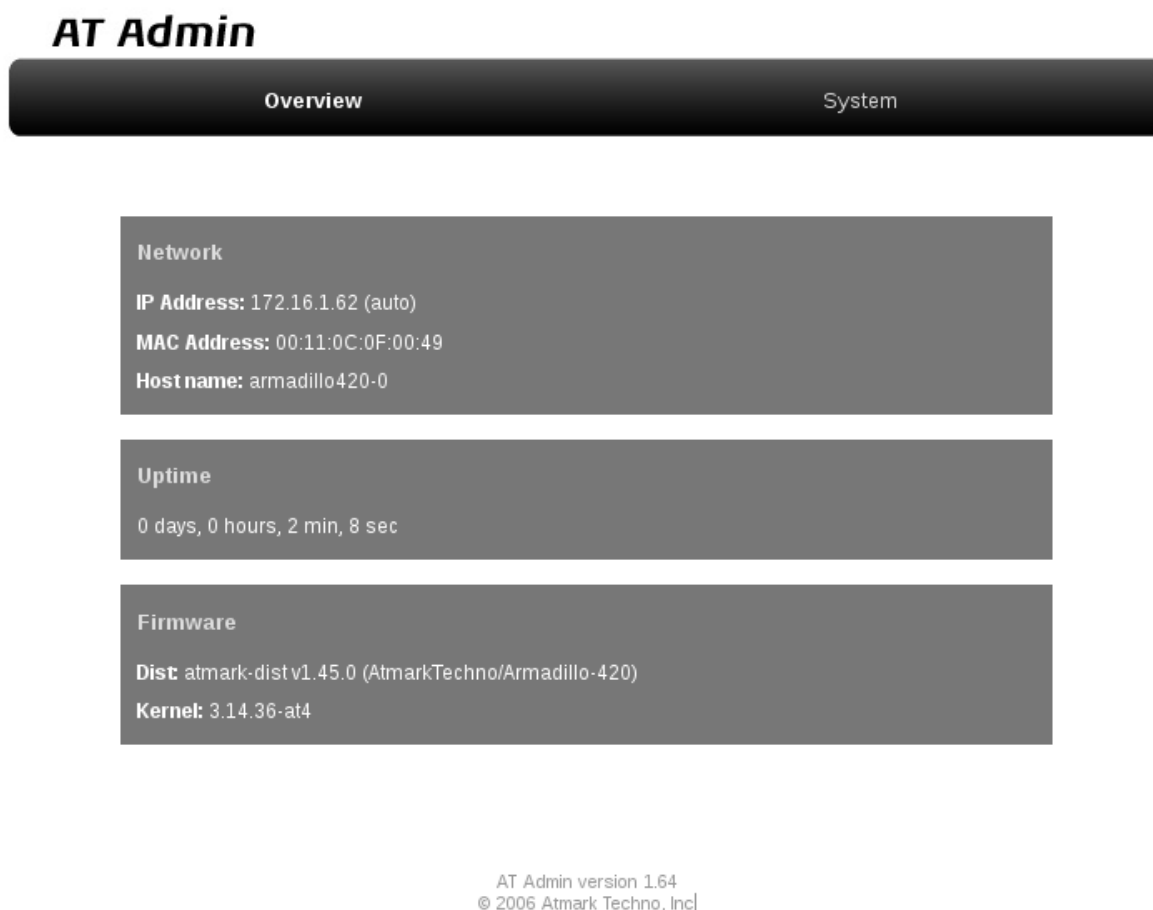 AT Admin
Overview System
Network
IP Address: 172.16.1.62 (auto)
MAC Address: 00:11:0C:0F:00:49
Host name: armadillo420-0
Uptime
0 days, 0 hours, 2 min, 8 sec
Firmware
Dist: atmark-dist v1.45.0 (AtmarkTechno/Armadillo-420)
Kernel: 3.14.36-at4
AT Admin version 1.64
© 2006 Atmark Techno, Inc